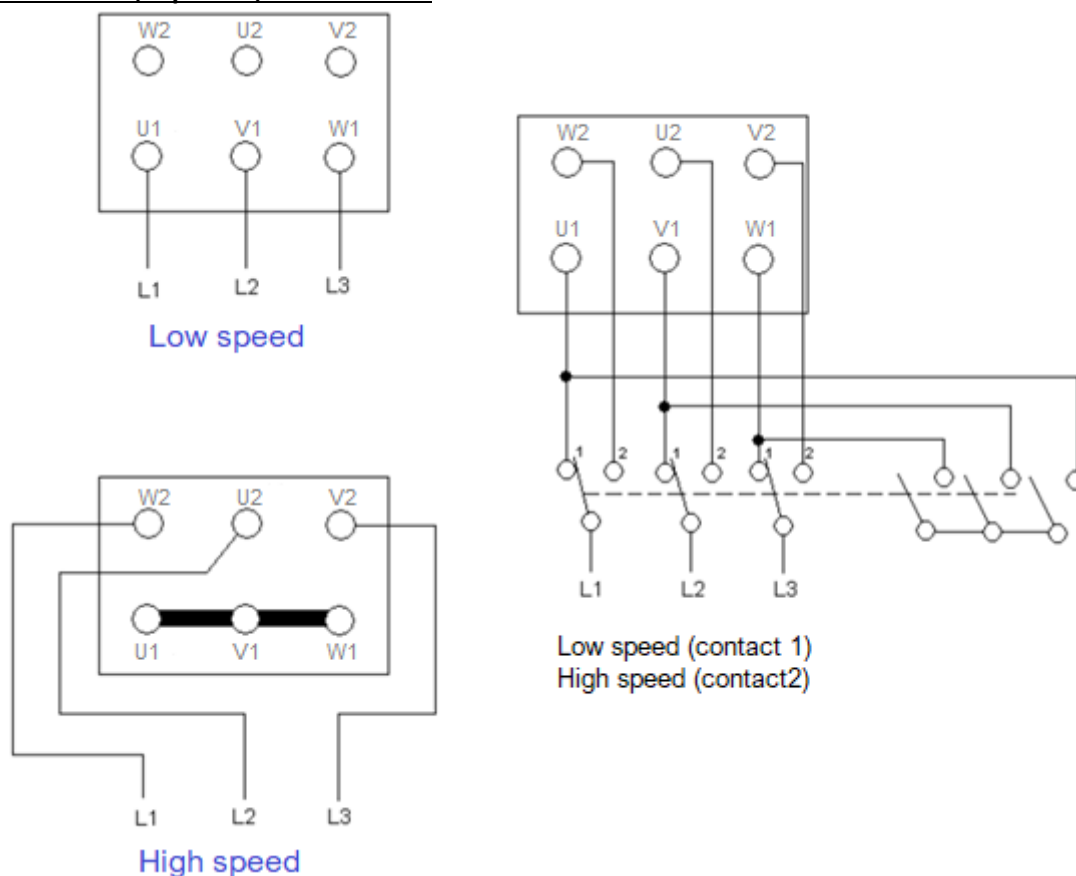 W2 U2 V2
U1 V1 W1
L1 L2 L3
Low speed
W2 U2 V2
U1 V1 W1
1 2 1 2 1 2
L1 L2 L3
Low speed (contact 1)
High speed (contact2)
W2 U2 V2
U1 V1 W1
L1 L2 L3
High speed